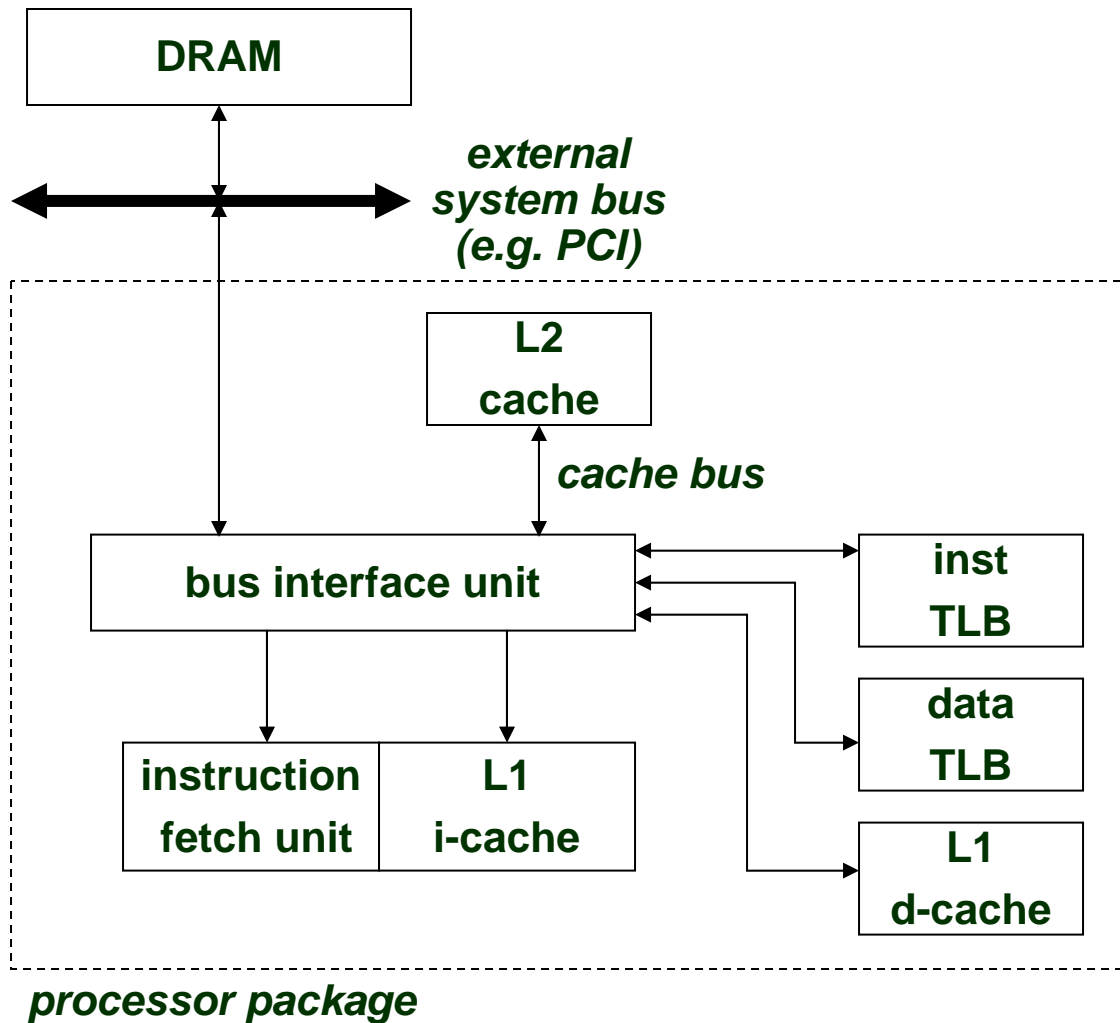 DRAM
external
system bus
(e.g. PCI)
L2
cache
cache bus
bus interface unit
inst
TLB
data
TLB
instruction
fetch unit
L1
i-cache
L1
d-cache
processor package